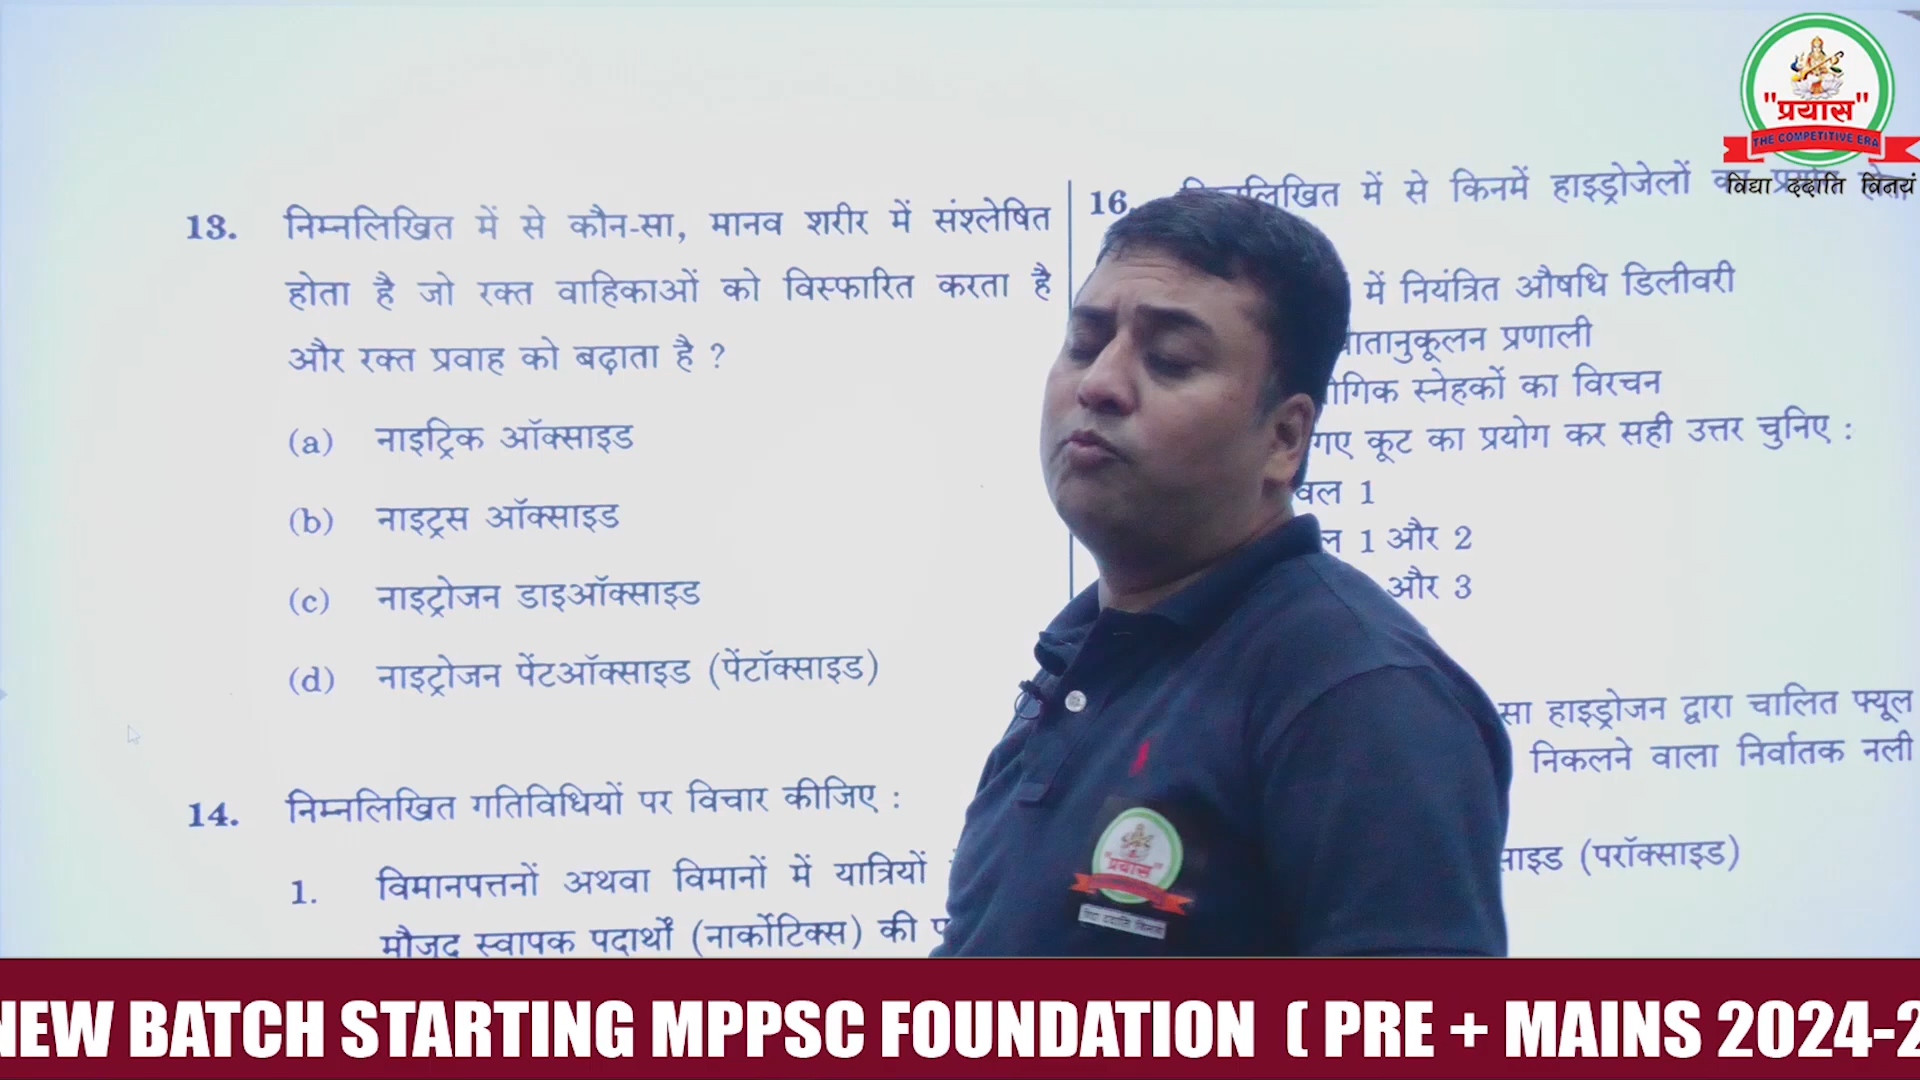 13. निम्नलिखित में से कौन-सा, मानव शरीर में संश्लेषित
होता है जो रक्त वाहिकाओं को विस्फारित करता है
और रक्त प्रवाह को बढ़ाता है ?
(a) नाइट्रिक ऑक्साइड
(b) नाइट्रस ऑक्साइड
(c) नाइट्रोजन डाइऑक्साइड
(d) नाइट्रोजन पेंटऑक्साइड (पेंटॉक्साइड)
14. निम्नलिखित गतिविधियों पर विचार कीजिए :
1. विमानपत्तनों अथवा विमानों में यात्रियों
मौजूद स्वापक पदार्थों (नार्कोटिक्स) की
16. में से किनमें हाइड्रोजेलों
में नियंत्रित औषधि डिलीवरी
प्रणाली
स्नेहकों का विरचन
गए कूट का प्रयोग कर सही उत्तर चुनिए :
1
1 और 2
और 3
हाइड्रोजन द्वारा चालित फ्यूल
निकलने वाला निर्वातक नली
(परॉक्साइड)
"प्रयास"
THE COMPETITIVE ERA
विद्या ददाति विनयं
"प्रयास"
विद्या ददाति विनयं
NEW BATCH STARTING MPPSC FOUNDATION ( PRE + MAINS 2024-2